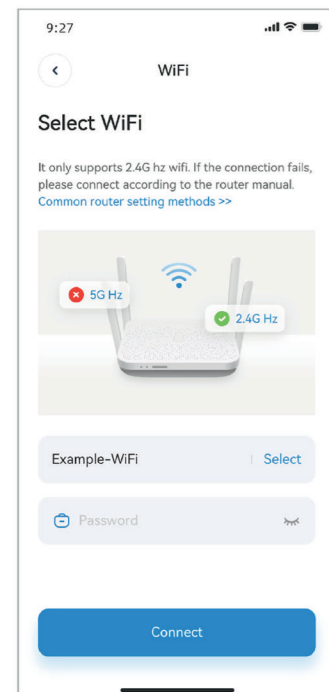 9:27
WiFi
Select WiFi
It only supports 2.4G hz wifi. If the connection fails,
please connect according to the router manual.
Common router setting methods >>
5G Hz
2.4G Hz
Example-WiFi
Select
Password
Connect